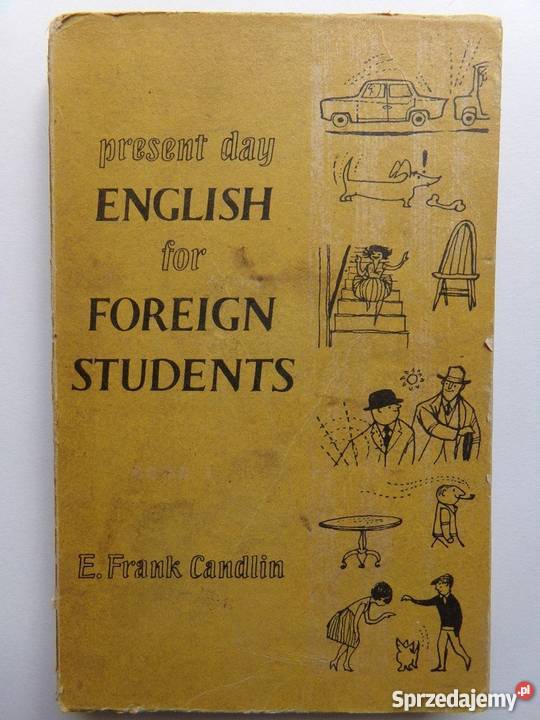 present day
ENGLISH
for
FOREIGN
STUDENTS
E. Frank Candlin
Sprzedajemy.pl